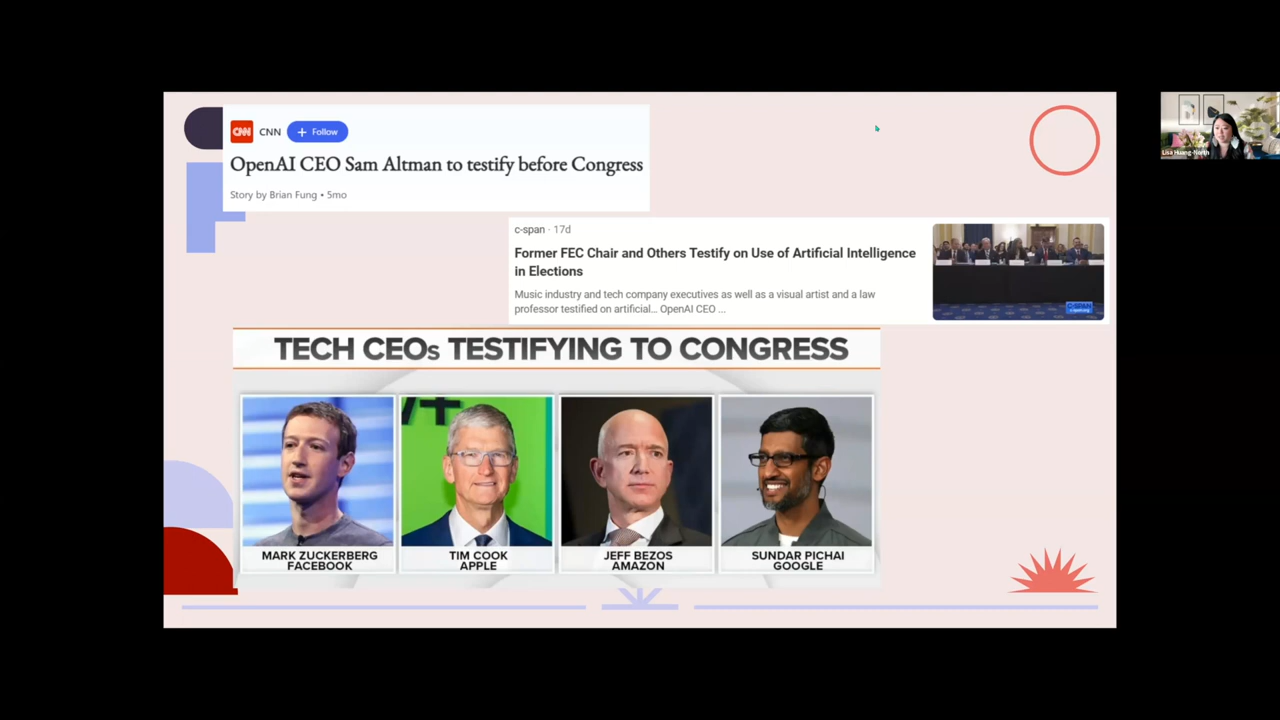 CNN CNN + Follow
OpenAI CEO Sam Altman to testify before Congress
Story by Brian Fung • 5mo
c-span · 17d
Former FEC Chair and Others Testify on Use of Artificial Intelligence
in Elections
Music industry and tech company executives as well as a visual artist and a law
professor testified on artificial... OpenAI CEO ...
C-SPAN
TECH CEOs TESTIFYING TO CONGRESS
V+
MARK ZUCKERBERG
FACEBOOK
TIM COOK
APPLE
JEFF BEZOS
AMAZON
SUNDAR PICHAI
GOOGLE
Lisa Huang-North